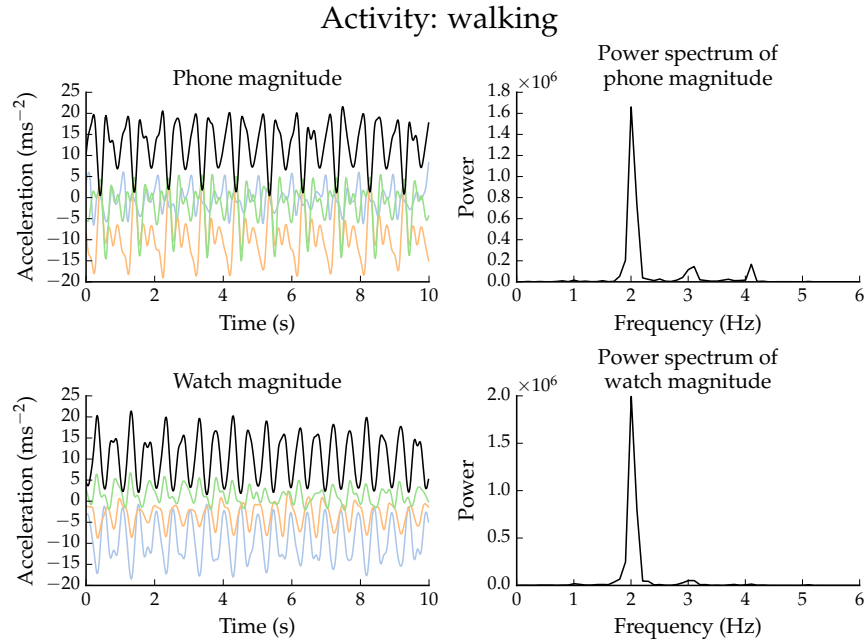 Activity: walking
Phone magnitude
Acceleration (ms⁻²)
25
20
15
10
5
0
−5
−10
−15
−20
0 2 4 6 8 10
Time (s)
Power spectrum of
phone magnitude
×10⁶
Power
1.8
1.6
1.4
1.2
1.0
0.8
0.6
0.4
0.2
0.0
0 1 2 3 4 5 6
Frequency (Hz)
Watch magnitude
Acceleration (ms⁻²)
25
20
15
10
5
0
−5
−10
−15
−20
0 2 4 6 8 10
Time (s)
Power spectrum of
watch magnitude
×10⁶
Power
2.0
1.5
1.0
0.5
0.0
0 1 2 3 4 5 6
Frequency (Hz)